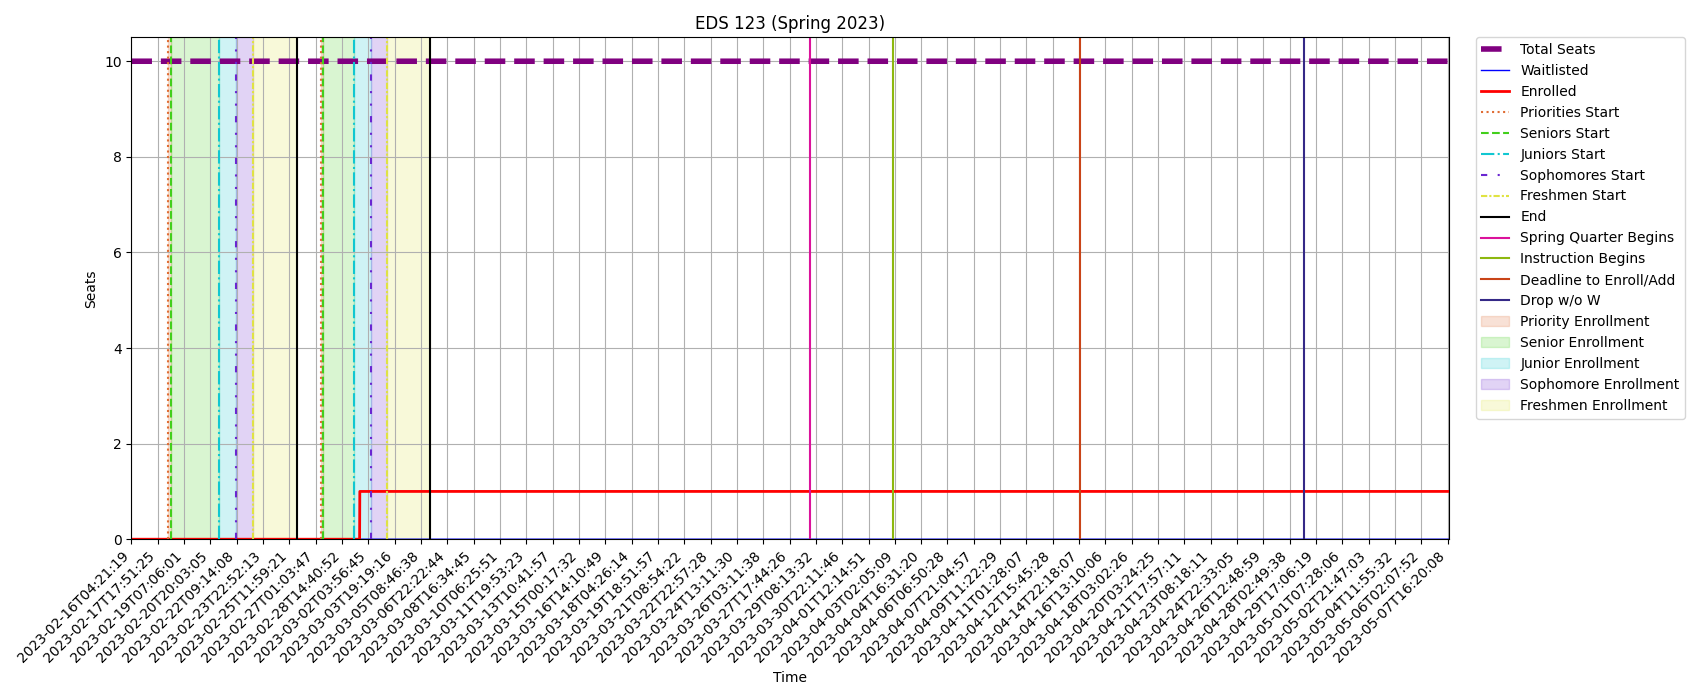 EDS 123 (Spring 2023)
Seats
10
8
6
4
2
0
2023-02-16T04:21:19
2023-02-17T17:51:25
2023-02-19T07:06:01
2023-02-20T20:03:05
2023-02-22T09:14:08
2023-02-23T22:52:13
2023-02-25T11:59:21
2023-02-27T01:03:47
2023-02-28T14:40:52
2023-03-02T03:56:45
2023-03-03T19:19:16
2023-03-05T08:46:38
2023-03-06T22:22:44
2023-03-08T16:34:45
2023-03-10T06:25:51
2023-03-11T19:53:23
2023-03-13T10:41:57
2023-03-15T00:17:32
2023-03-16T14:10:49
2023-03-18T04:26:14
2023-03-19T18:51:57
2023-03-21T08:54:22
2023-03-22T22:57:28
2023-03-24T13:11:30
2023-03-26T03:11:38
2023-03-27T17:44:26
2023-03-29T08:13:32
2023-03-30T22:11:46
2023-04-01T12:14:51
2023-04-03T02:05:09
2023-04-04T16:31:20
2023-04-06T06:50:28
2023-04-07T21:04:57
2023-04-09T11:22:29
2023-04-11T01:28:07
2023-04-12T15:45:28
2023-04-14T22:18:07
2023-04-16T13:10:06
2023-04-18T03:02:26
2023-04-20T03:24:25
2023-04-21T17:57:11
2023-04-23T08:18:11
2023-04-24T22:33:05
2023-04-26T12:48:59
2023-04-28T02:49:38
2023-04-29T17:06:19
2023-05-01T07:28:06
2023-05-02T21:47:03
2023-05-04T11:55:32
2023-05-06T02:07:52
2023-05-07T16:20:08
Time
Total Seats
Waitlisted
Enrolled
Priorities Start
Seniors Start
Juniors Start
Sophomores Start
Freshmen Start
End
Spring Quarter Begins
Instruction Begins
Deadline to Enroll/Add
Drop w/o W
Priority Enrollment
Senior Enrollment
Junior Enrollment
Sophomore Enrollment
Freshmen Enrollment